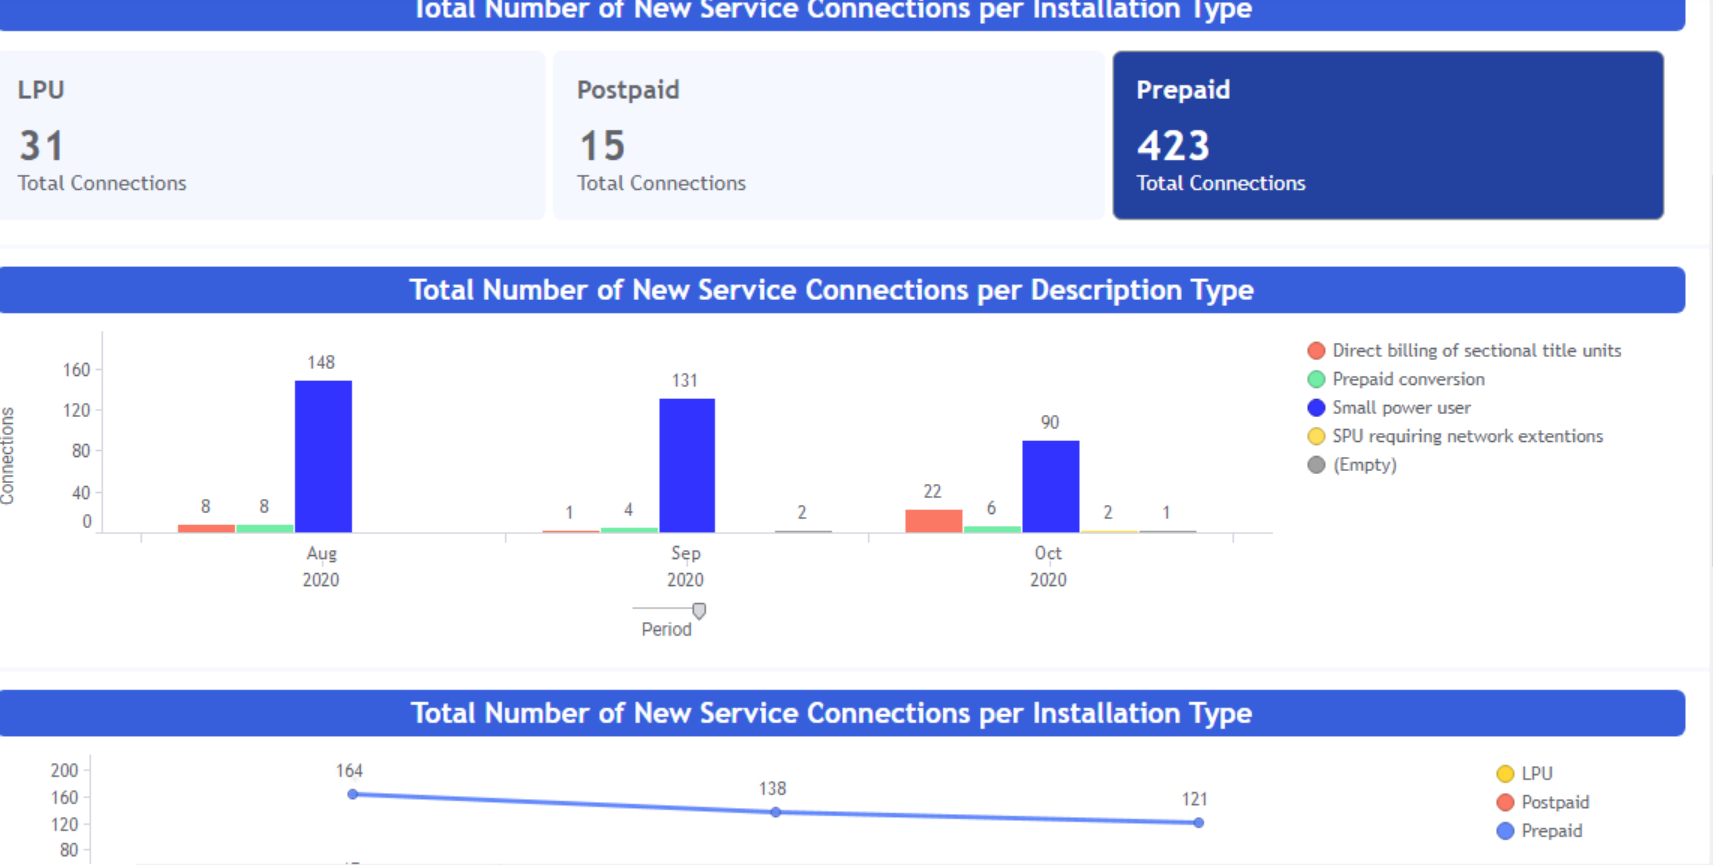 Total Number of New Service Connections per Installation Type
LPU
31
Total Connections
Postpaid
15
Total Connections
Prepaid
423
Total Connections
Total Number of New Service Connections per Description Type
Connections
160
120
80
40
0
8
8
148
1
4
131
2
22
6
90
2
1
Aug
2020
Sep
2020
Oct
2020
Period
Direct billing of sectional title units
Prepaid conversion
Small power user
SPU requiring network extentions
(Empty)
Total Number of New Service Connections per Installation Type
200
160
120
80
164
138
121
LPU
Postpaid
Prepaid